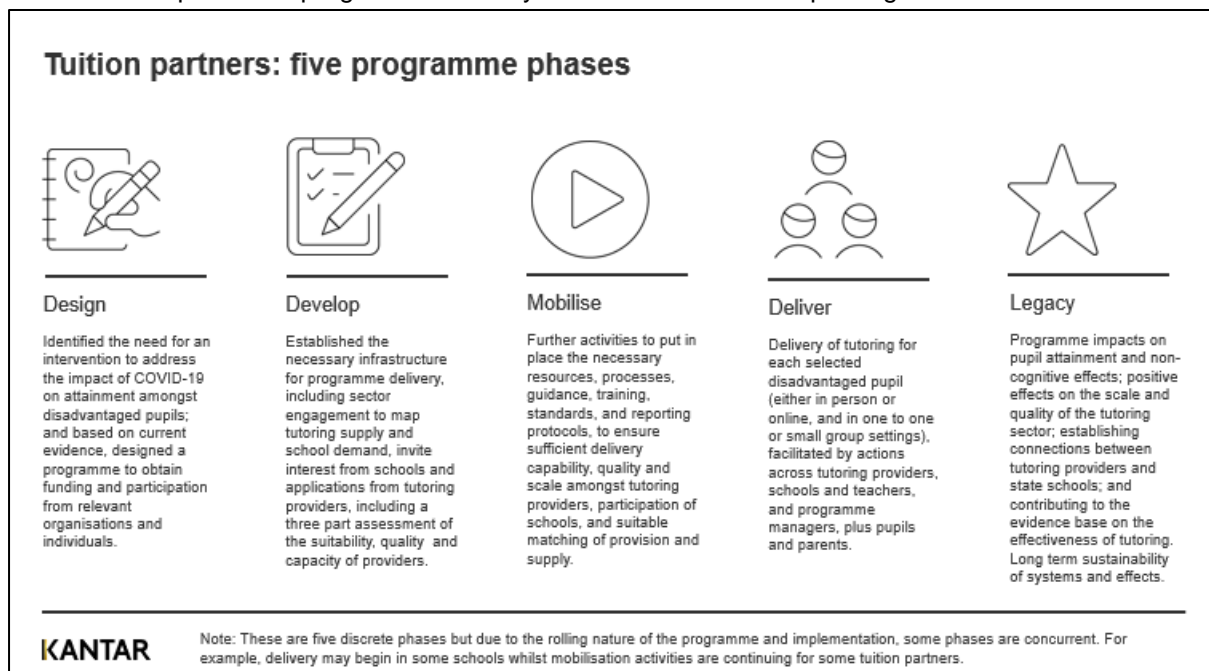 Tuition partners: five programme phases
Design
Identified the need for an
intervention to address
the impact of COVID-19
on attainment amongst
disadvantaged pupils;
and based on current
evidence, designed a
programme to obtain
funding and participation
from relevant
organisations and
individuals.
Develop
Established the
necessary infrastructure
for programme delivery,
including sector
engagement to map
tutoring supply and
school demand, invite
interest from schools and
applications from tutoring
providers, including a
three part assessment of
the suitability, quality and
capacity of providers.
Mobilise
Further activities to put in
place the necessary
resources, processes,
guidance, training,
standards, and reporting
protocols, to ensure
sufficient delivery
capability, quality and
scale amongst tutoring
providers, participation of
schools, and suitable
matching of provision and
supply.
Deliver
Delivery of tutoring for
each selected
disadvantaged pupil
(either in person or
online, and in one to one
or small group settings),
facilitated by actions
across tutoring providers,
schools and teachers,
and programme
managers, plus pupils
and parents.
Legacy
Programme impacts on
pupil attainment and non-
cognitive effects; positive
effects on the scale and
quality of the tutoring
sector; establishing
connections between
tutoring providers and
state schools; and
contributing to the
evidence base on the
effectiveness of tutoring.
Long term sustainability
of systems and effects.
KANTAR
Note: These are five discrete phases but due to the rolling nature of the programme and implementation, some phases are concurrent. For
example, delivery may begin in some schools whilst mobilisation activities are continuing for some tuition partners.